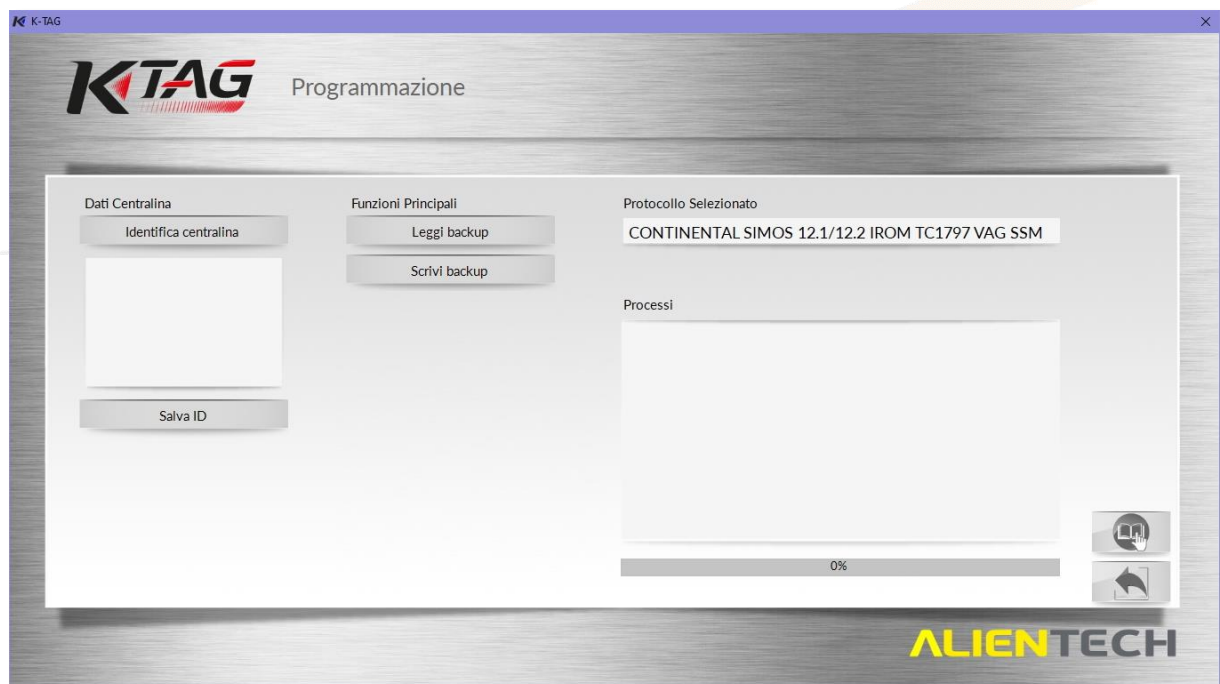 K-TAG
KTAG
Programmazione
Dati Centralina
Identifica centralina
Salva ID
Funzioni Principali
Leggi backup
Scrivi backup
Protocollo Selezionato
CONTINENTAL SIMOS 12.1/12.2 IROM TC1797 VAG SSM
Processi
0%
ALIENTECH